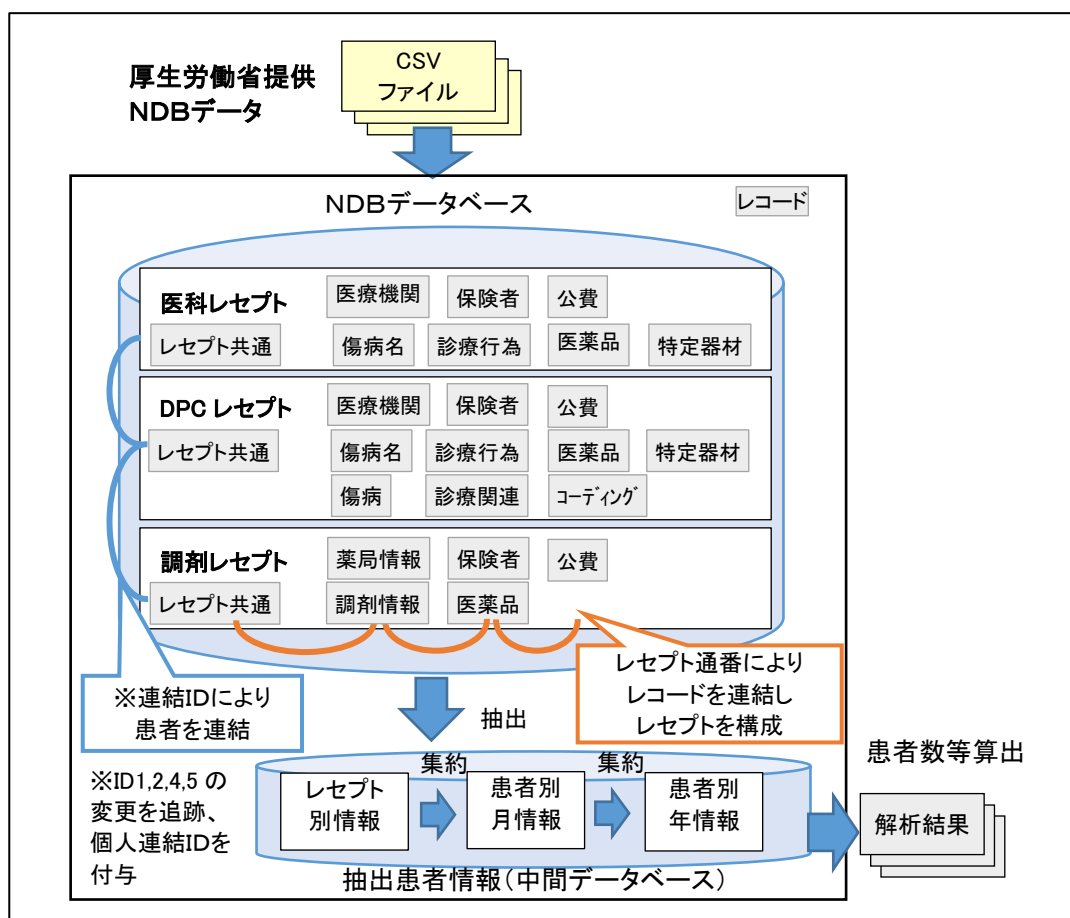 厚生労働省提供
NDBデータ
CSV
ファイル
NDBデータベース
レコード
医科レセプト
医療機関
保険者
公費
レセプト共通
傷病名
診療行為
医薬品
特定器材
DPC レセプト
医療機関
保険者
公費
レセプト共通
傷病名
診療行為
医薬品
特定器材
傷病
診療関連
コーディング
調剤レセプト
薬局情報
保険者
公費
レセプト共通
調剤情報
医薬品
※連結IDにより
患者を連結
抽出
レセプト通番により
レコードを連結し
レセプトを構成
※ID1,2,4,5 の
変更を追跡、
個人連結IDを
付与
集約
集約
レセプト
別情報
患者別
月情報
患者別
年情報
抽出患者情報(中間データベース)
患者数等算出
解析結果